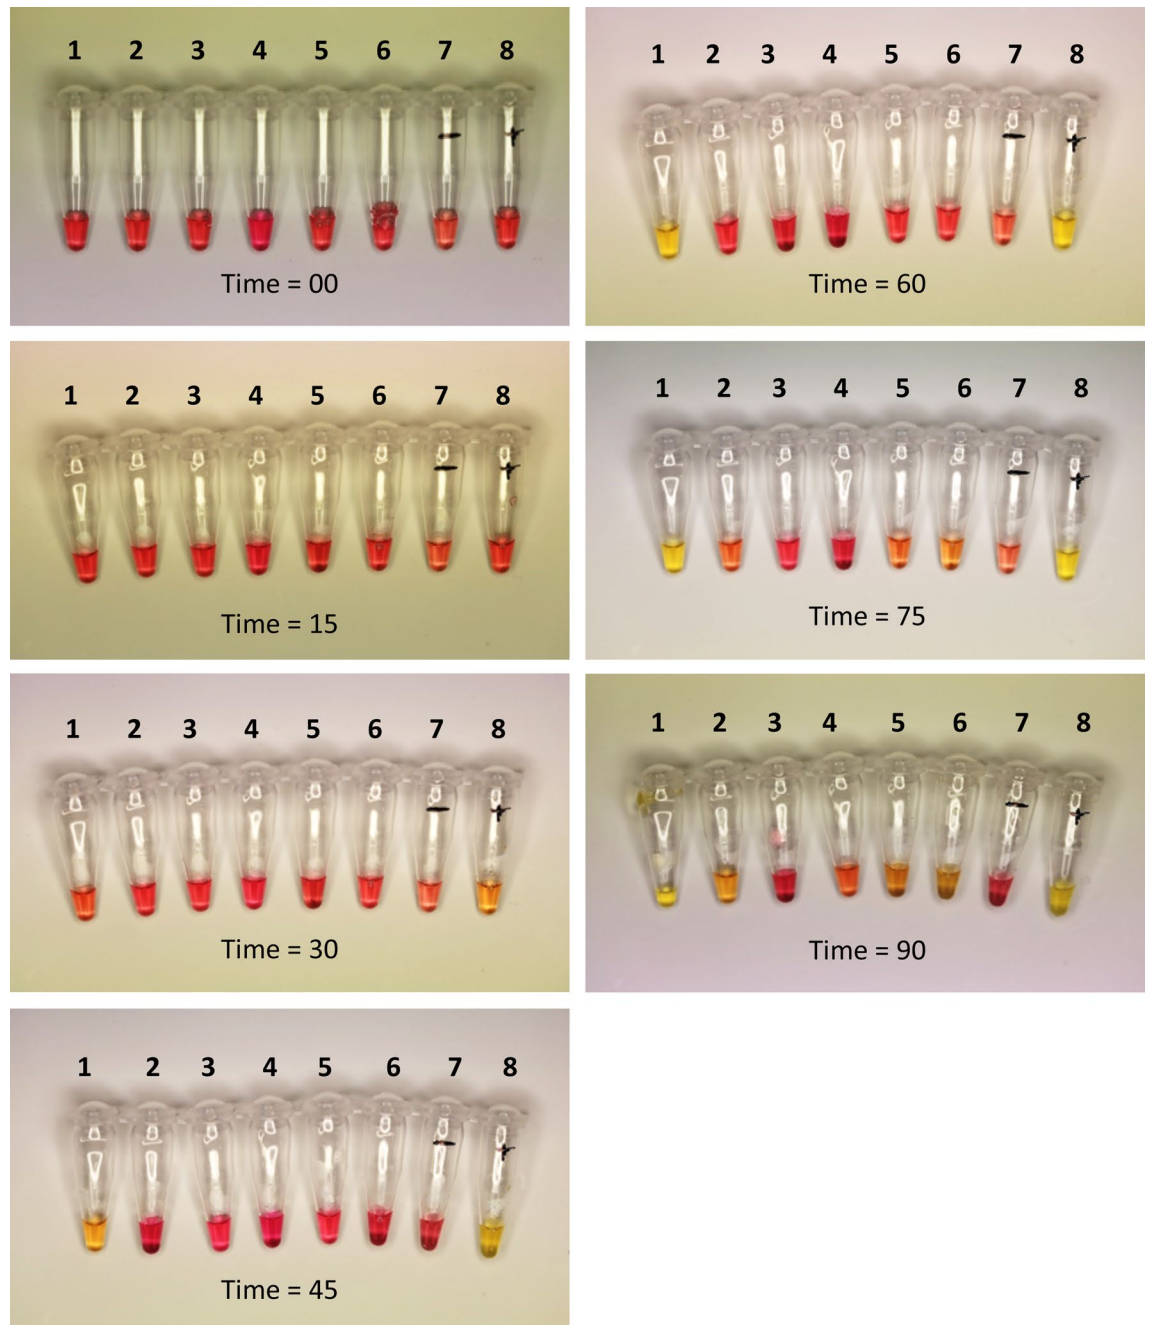 1 2 3 4 5 6 7 8
- +
Time = 00
1 2 3 4 5 6 7 8
- +
Time = 15
1 2 3 4 5 6 7 8
- +
Time = 30
1 2 3 4 5 6 7 8
- +
Time = 45
1 2 3 4 5 6 7 8
- +
Time = 60
1 2 3 4 5 6 7 8
- +
Time = 75
1 2 3 4 5 6 7 8
- +
Time = 90